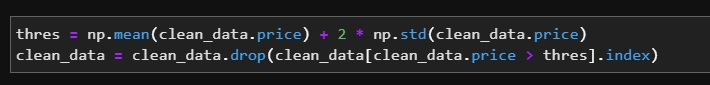 thres = np.mean(clean_data.price) + 2 * np.std(clean_data.price)
clean_data = clean_data.drop(clean_data[clean_data.price > thres].index)